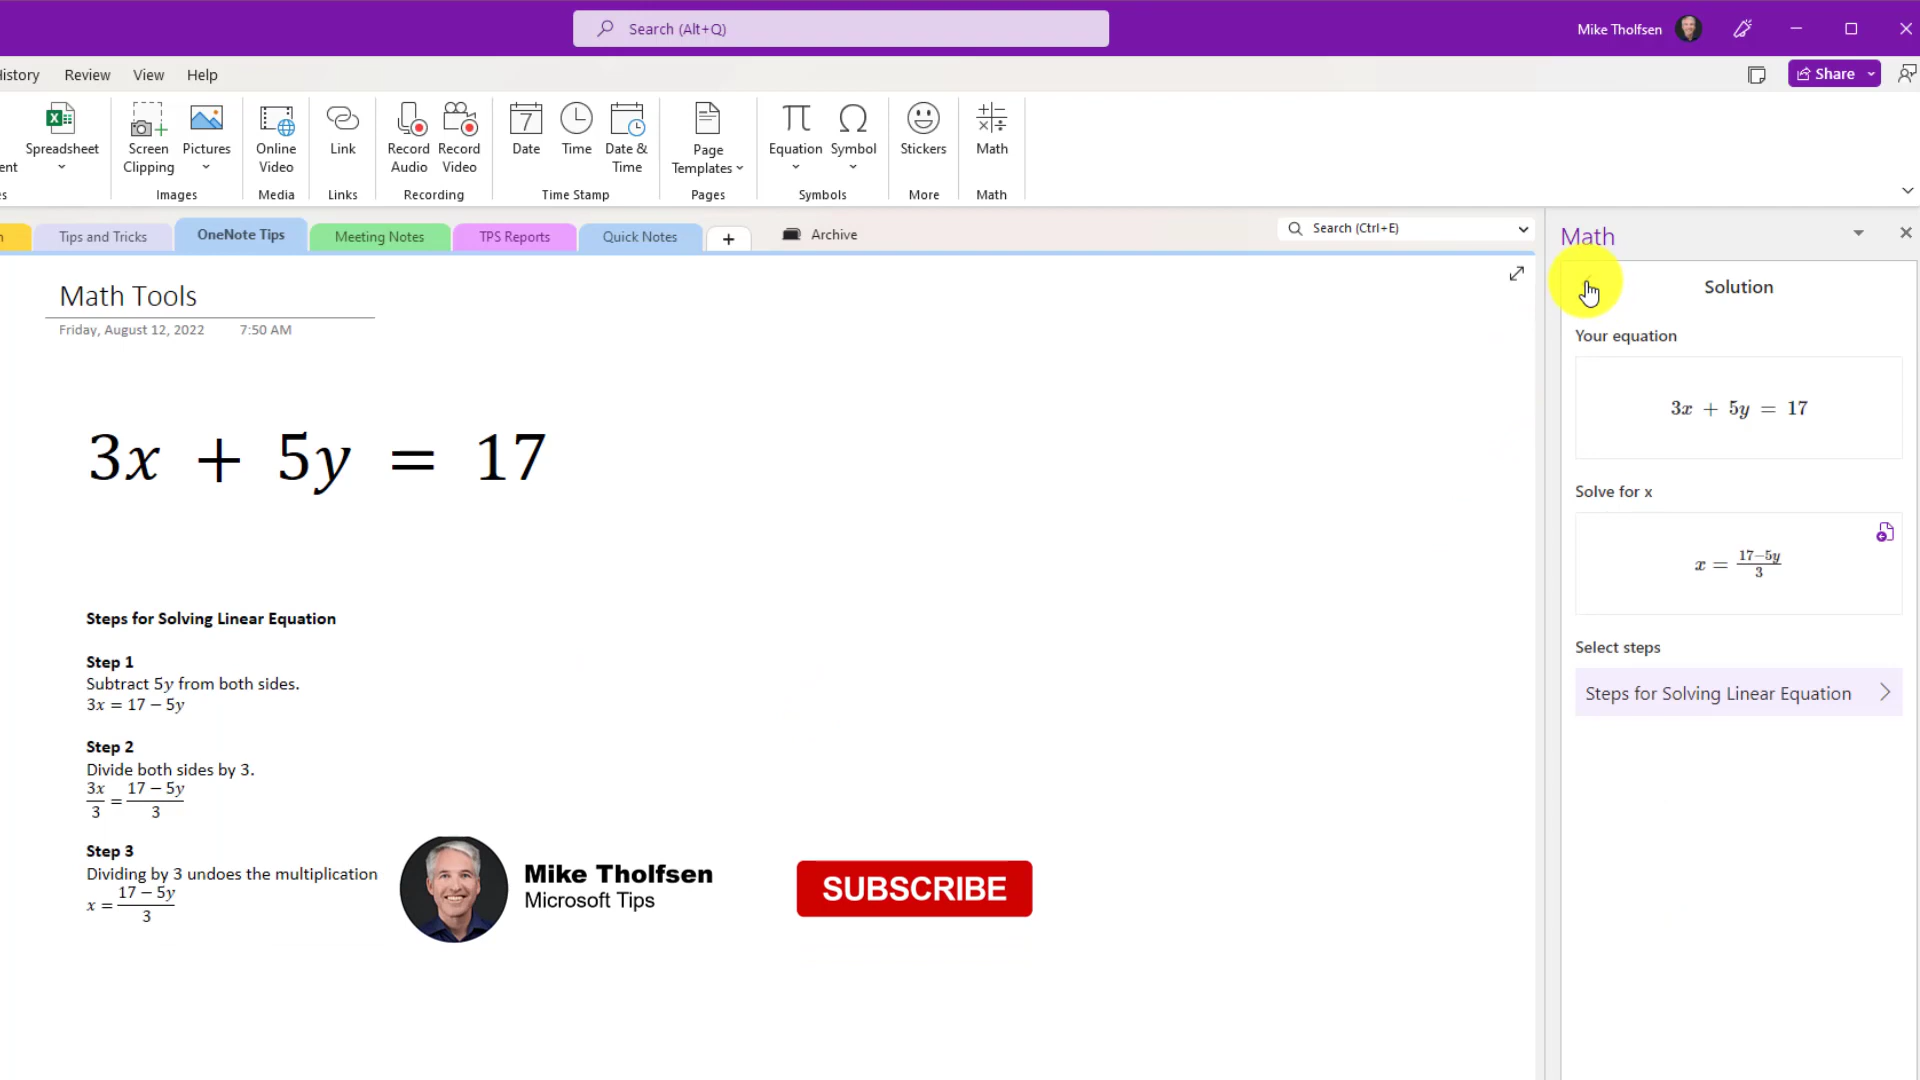 Search (Alt+Q)
Mike Tholfsen
History Review View Help
Share
Spreadsheet
Screen Clipping
Pictures
Online Video
Link
Record Audio
Record Video
7
Date
Time
Date & Time
Page Templates
π
Equation
Ω
Symbol
Stickers
Math
Images
Media
Links
Recording
Time Stamp
Pages
Symbols
More
Math
Tips and Tricks
OneNote Tips
Meeting Notes
TPS Reports
Quick Notes
+
Archive
Search (Ctrl+E)
Math Tools
Friday, August 12, 2022 7:50 AM
3x + 5y = 17
Steps for Solving Linear Equation
Step 1
Subtract 5y from both sides.
3x = 17 − 5y
Step 2
Divide both sides by 3.
3x/3 = (17 − 5y)/3
Step 3
Dividing by 3 undoes the multiplication
x = (17 − 5y)/3
Mike Tholfsen
Microsoft Tips
SUBSCRIBE
Math
Solution
Your equation
3x + 5y = 17
Solve for x
x = (17−5y)/3
Select steps
Steps for Solving Linear Equation